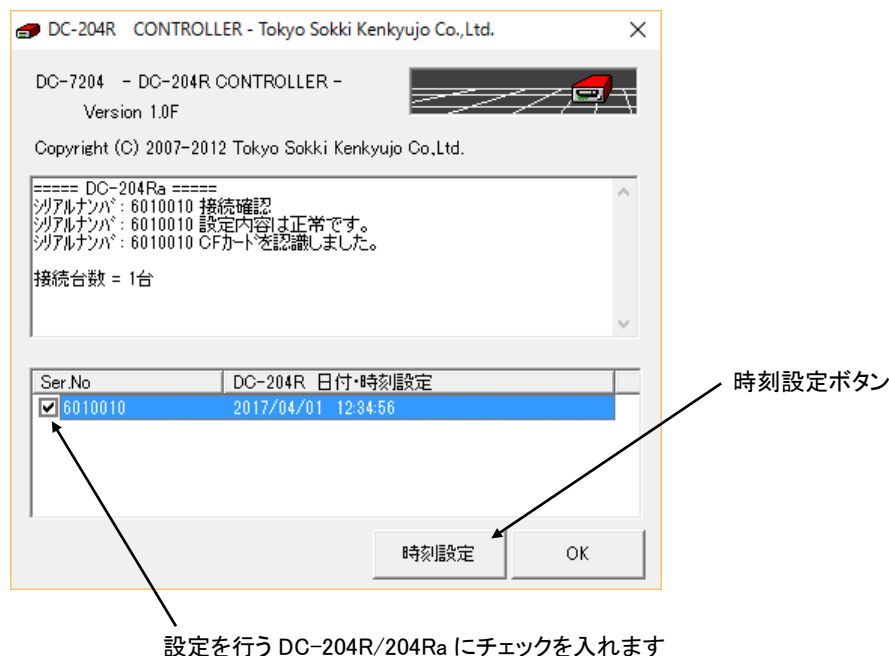 DC-204R CONTROLLER - Tokyo Sokki Kenkyujo Co.,Ltd.
DC-7204 - DC-204R CONTROLLER -
Version 1.0F
Copyright (C) 2007-2012 Tokyo Sokki Kenkyujo Co.,Ltd.
===== DC-204Ra =====
ｼﾘｱﾙﾅﾝﾊﾞ : 6010010 接続確認
ｼﾘｱﾙﾅﾝﾊﾞ : 6010010 設定内容は正常です。
ｼﾘｱﾙﾅﾝﾊﾞ : 6010010 CFｶｰﾄﾞを認識しました。
接続台数 = 1台
Ser.No DC-204R 日付・時刻設定
6010010 2017/04/01 12:34:56
時刻設定ボタン
時刻設定 OK
設定を行う DC-204R/204Ra にチェックを入れます